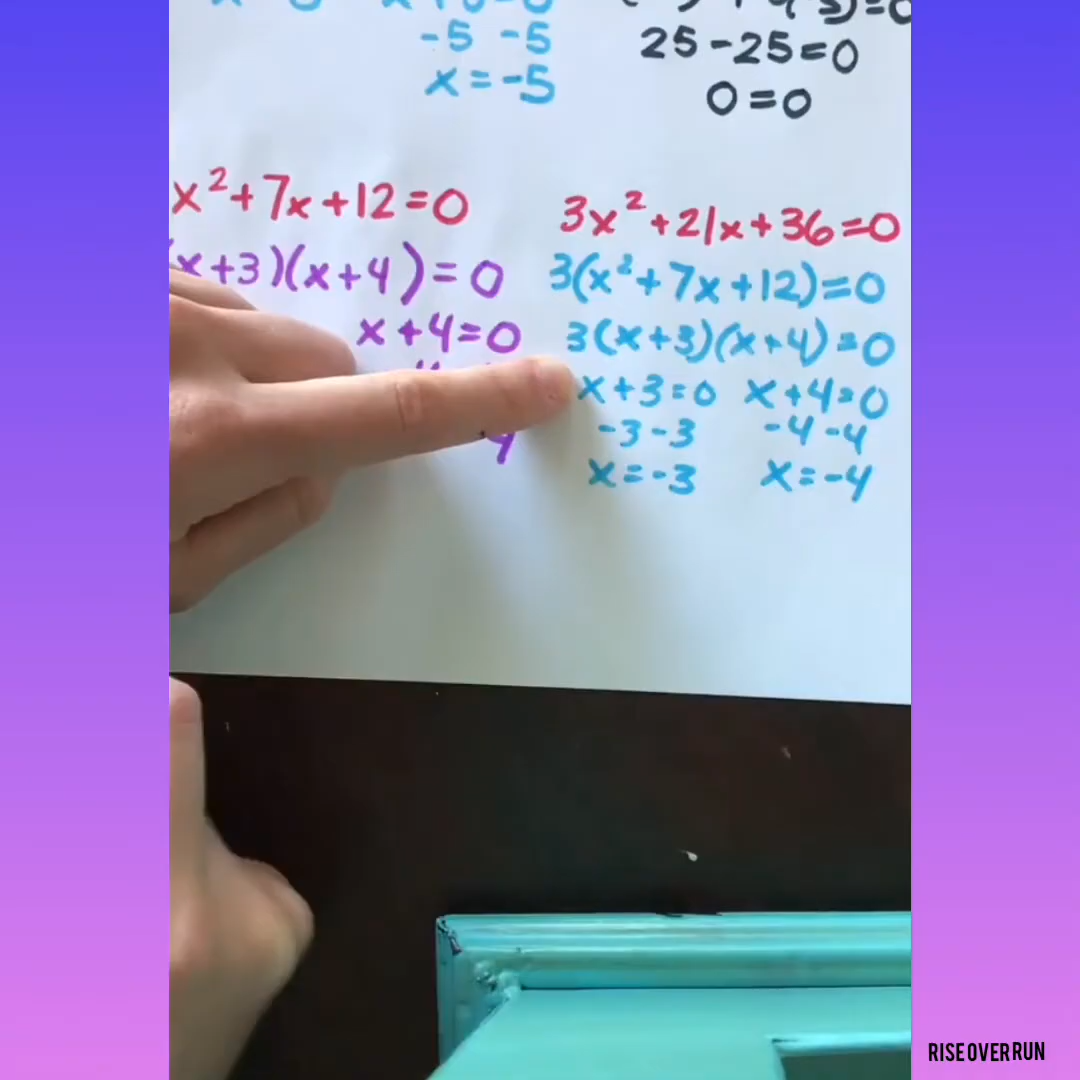 -5 -5
x = -5
25 - 25 = 0
0 = 0
x² + 7x + 12 = 0
(x + 3)(x + 4) = 0
x + 4 = 0
3x² + 21x + 36 = 0
3(x² + 7x + 12) = 0
3(x + 3)(x + 4) = 0
x + 3 = 0 x + 4 = 0
-3 -3 -4 -4
x = -3 x = -4
RISE OVER RUN